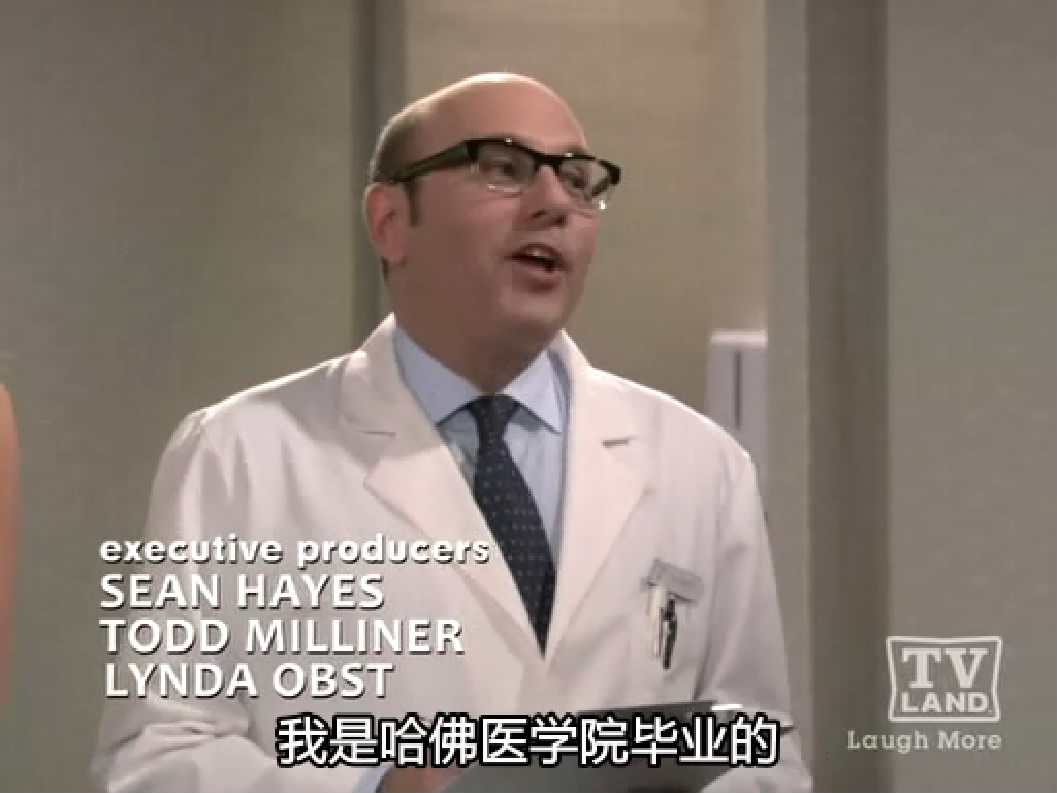 executive producers
SEAN HAYES
TODD MILLINER
LYNDA OBST
TV
LAND
Laugh More
我是哈佛医学院毕业的